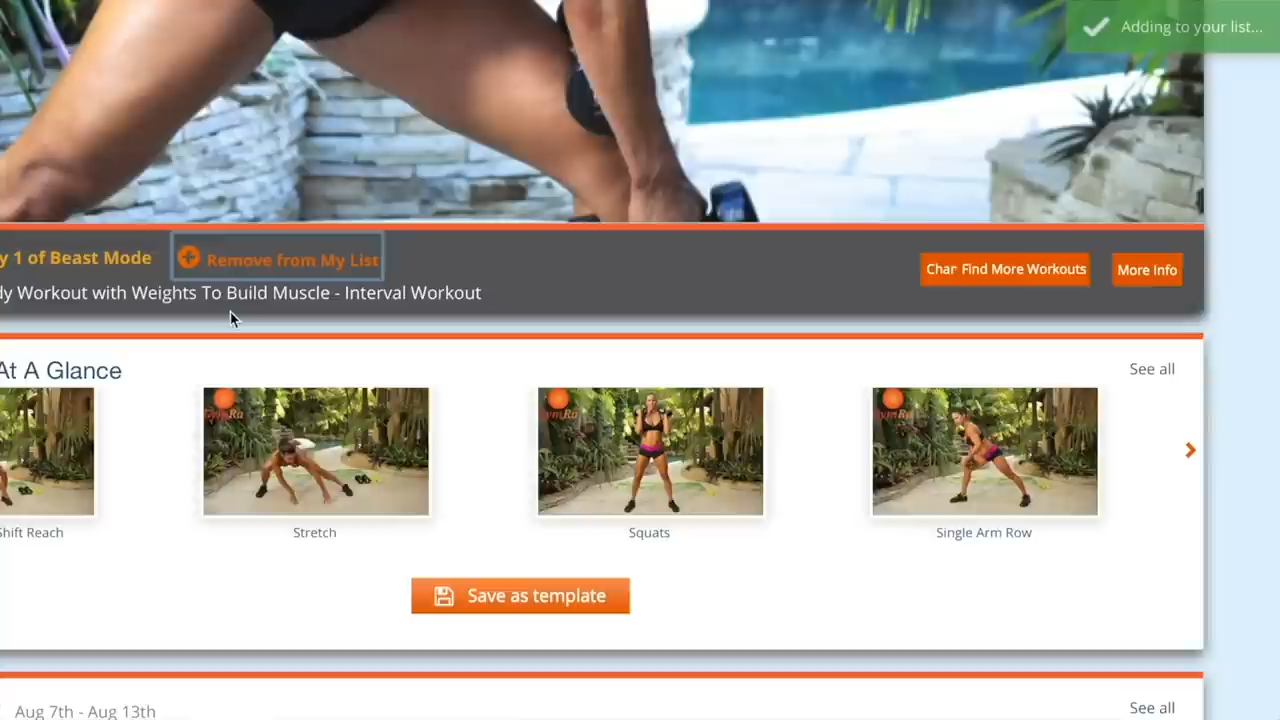 Adding to your list...
y 1 of Beast Mode
Remove from My List
dy Workout with Weights To Build Muscle - Interval Workout
Char Find More Workouts
More Info
At A Glance
See all
Shift Reach
Stretch
Squats
Single Arm Row
Save as template
Aug 7th - Aug 13th
See all